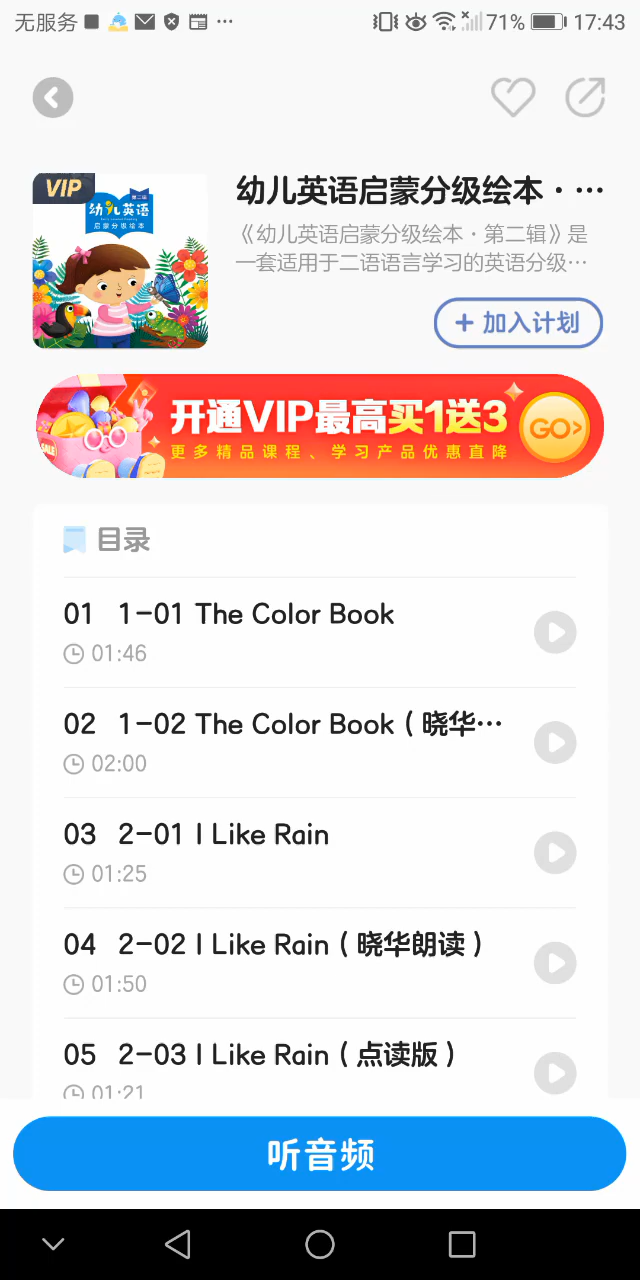 无服务 71% 17:43
VIP
第二辑
幼儿英语
启蒙分级绘本
幼儿英语启蒙分级绘本·…
《幼儿英语启蒙分级绘本·第二辑》是
一套适用于二语语言学习的英语分级…
+ 加入计划
SALE
开通VIP最高买1送3
更多精品课程、学习产品优惠直降
GO>
目录
01 1-01 The Color Book
01:46
02 1-02 The Color Book（晓华…
02:00
03 2-01 I Like Rain
01:25
04 2-02 I Like Rain（晓华朗读）
01:50
05 2-03 I Like Rain（点读版）
01:21
听音频